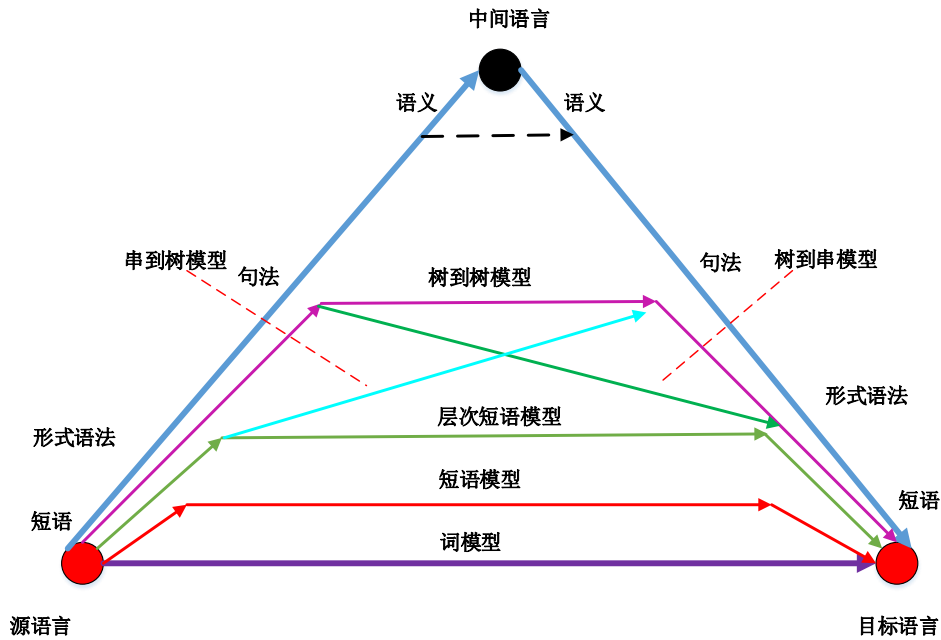 中间语言
语义
语义
串到树模型
句法
树到树模型
句法
树到串模型
形式语法
层次短语模型
形式语法
短语
短语模型
短语
词模型
源语言
目标语言